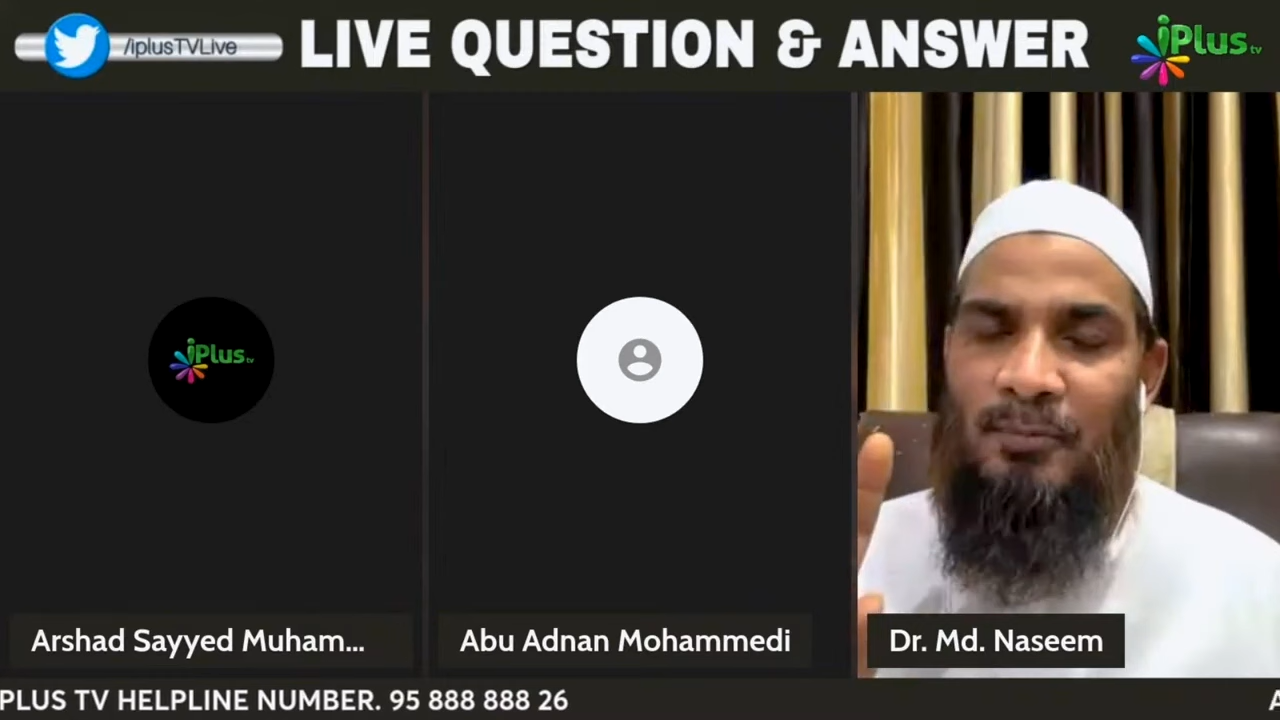 /iplusTVLive
LIVE QUESTION & ANSWER
iPlus tv
iPlus tv
Arshad Sayyed Muham...
Abu Adnan Mohammedi
Dr. Md. Naseem
PLUS TV HELPLINE NUMBER. 95 888 888 26
A